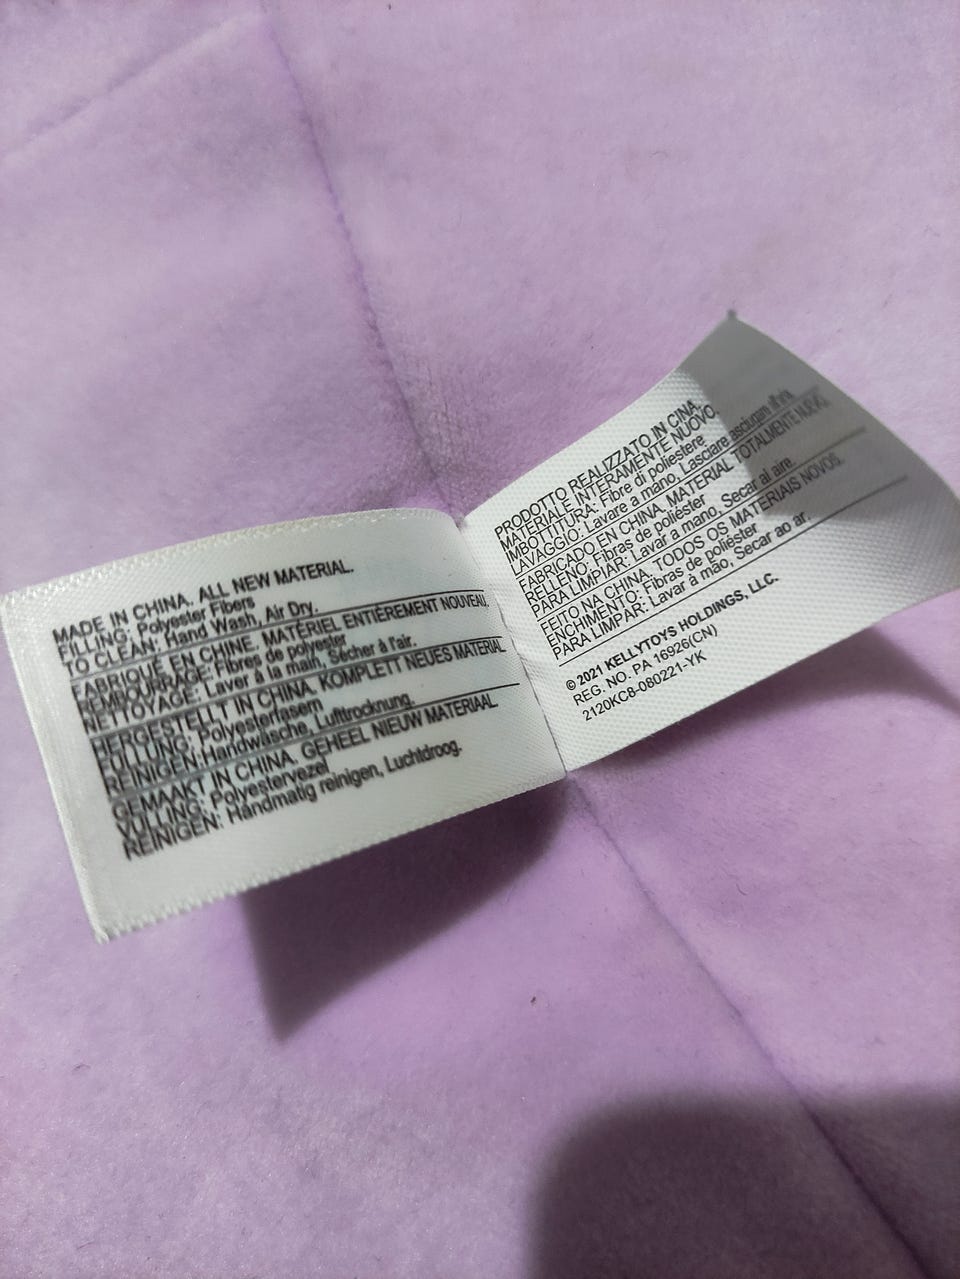 MADE IN CHINA. ALL NEW MATERIAL.
FILLING: Polyester Fibers
TO CLEAN: Hand Wash, Air Dry.
FABRIQUÉ EN CHINE. MATÉRIEL ENTIÈREMENT NOUVEAU.
REMBOURRAGE: Fibres de polyester
NETTOYAGE: Laver à la main, Sécher à l'air.
HERGESTELLT IN CHINA. KOMPLETT NEUES MATERIAL
FÜLLUNG: Polyesterfasern
REINIGEN: Handwäsche, Lufttrocknung.
GEMAAKT IN CHINA. GEHEEL NIEUW MATERIAAL
VULLING: Polyestervezel
REINIGEN: Handmatig reinigen, Luchtdroog.
PRODOTTO REALIZZATO IN CINA.
MATERIALE INTERAMENTE NUOVO.
IMBOTTITURA: Fibre di poliestere
LAVAGGIO: Lavare a mano, Lasciare asciugare all'aria.
FABRICADO EN CHINA. MATERIAL TOTALMENTE NUEVO.
RELLENO: Fibras de poliéster
PARA LIMPIAR: Lavar a mano, Secar al aire.
FEITO NA CHINA. TODOS OS MATERIAIS NOVOS.
ENCHIMENTO: Fibras de poliéster
PARA LIMPAR: Lavar à mão, Secar ao ar.
© 2021 KELLYTOYS HOLDINGS, LLC.
REG. NO. PA 16926(CN)
2120KC8-080221-YK